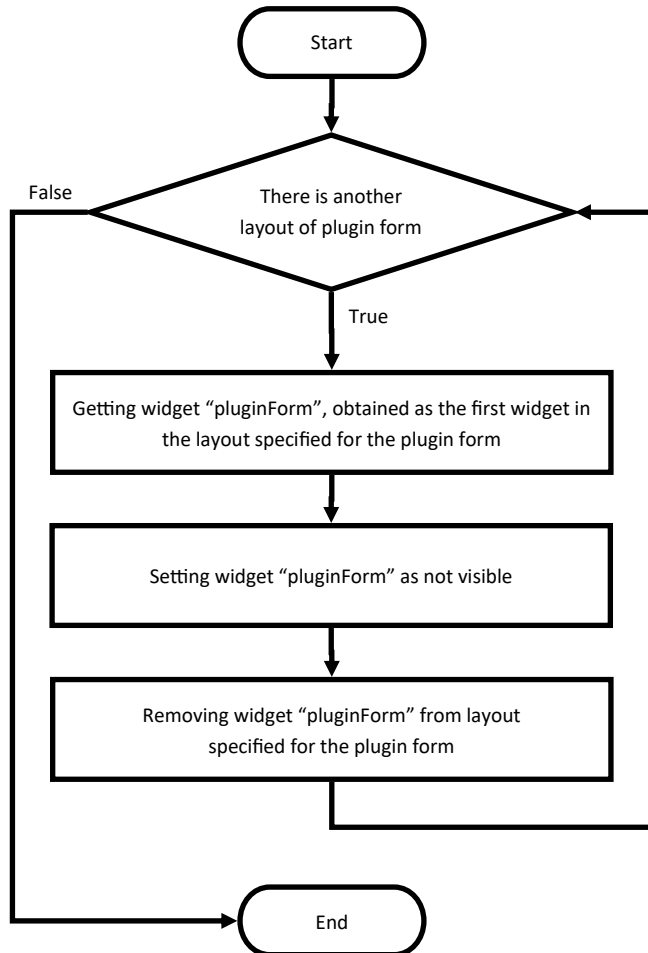 Start
There is another
layout of plugin form
False
True
Getting widget “pluginForm”, obtained as the first widget in
the layout specified for the plugin form
Setting widget “pluginForm” as not visible
Removing widget “pluginForm” from layout
specified for the plugin form
End